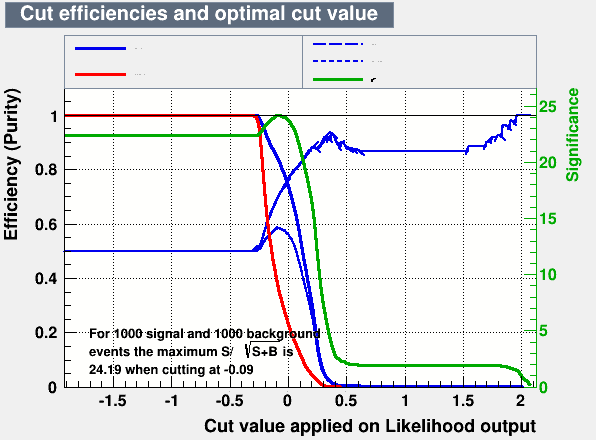 Cut efficiencies and optimal cut value
Efficiency (Purity)
Significance
1
0.8
0.6
0.4
0.2
0
25
20
15
10
5
0
For 1000 signal and 1000 background
events the maximum S/ √S+B is
24.19 when cutting at -0.09
-1.5 -1 -0.5 0 0.5 1 1.5 2
Cut value applied on Likelihood output